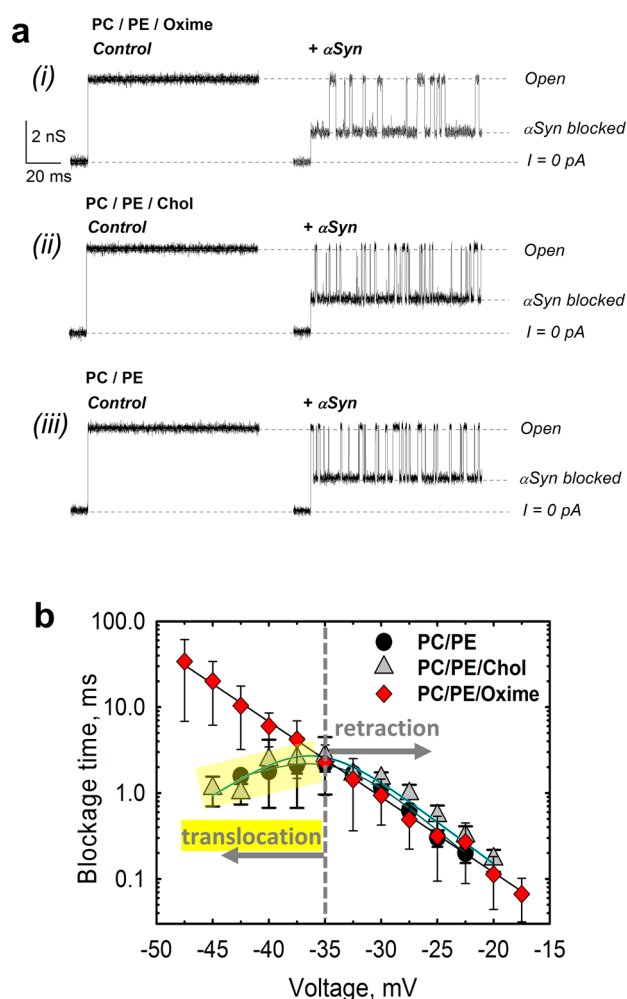 a
PC / PE / Oxime
Control + αSyn
(i)
Open
αSyn blocked
I = 0 pA
2 nS
20 ms
PC / PE / Chol
Control + αSyn
(ii)
Open
αSyn blocked
I = 0 pA
PC / PE
Control + αSyn
(iii)
Open
αSyn blocked
I = 0 pA
b
Blockage time, ms
100.0
10.0
1.0
0.1
PC/PE
PC/PE/Chol
PC/PE/Oxime
retraction
translocation
-50 -45 -40 -35 -30 -25 -20 -15
Voltage, mV